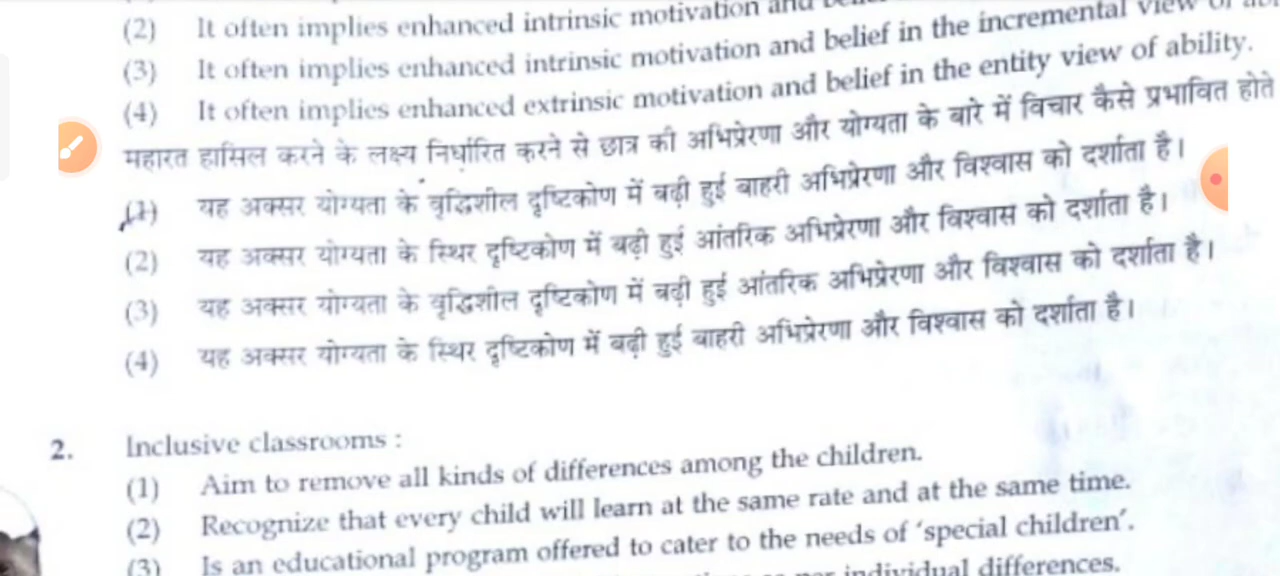 (2) It often implies enhanced intrinsic motivation and
(3) It often implies enhanced intrinsic motivation and belief in the incremental view of
(4) It often implies enhanced extrinsic motivation and belief in the entity view of ability.
महारत हासिल करने के लक्ष्य निर्धारित करने से छात्र की अभिप्रेरणा और योग्यता के बारे में विचार कैसे प्रभावित होते
(1) यह अक्सर योग्यता के वृद्धिशील दृष्टिकोण में बढ़ी हुई बाहरी अभिप्रेरणा और विश्वास को दर्शाता है।
(2) यह अक्सर योग्यता के स्थिर दृष्टिकोण में बढ़ी हुई आंतरिक अभिप्रेरणा और विश्वास को दर्शाता है।
(3) यह अक्सर योग्यता के वृद्धिशील दृष्टिकोण में बढ़ी हुई आंतरिक अभिप्रेरणा और विश्वास को दर्शाता है।
(4) यह अक्सर योग्यता के स्थिर दृष्टिकोण में बढ़ी हुई बाहरी अभिप्रेरणा और विश्वास को दर्शाता है।
2. Inclusive classrooms :
(1) Aim to remove all kinds of differences among the children.
(2) Recognize that every child will learn at the same rate and at the same time.
(3) Is an educational program offered to cater to the needs of 'special children'.
individual differences.